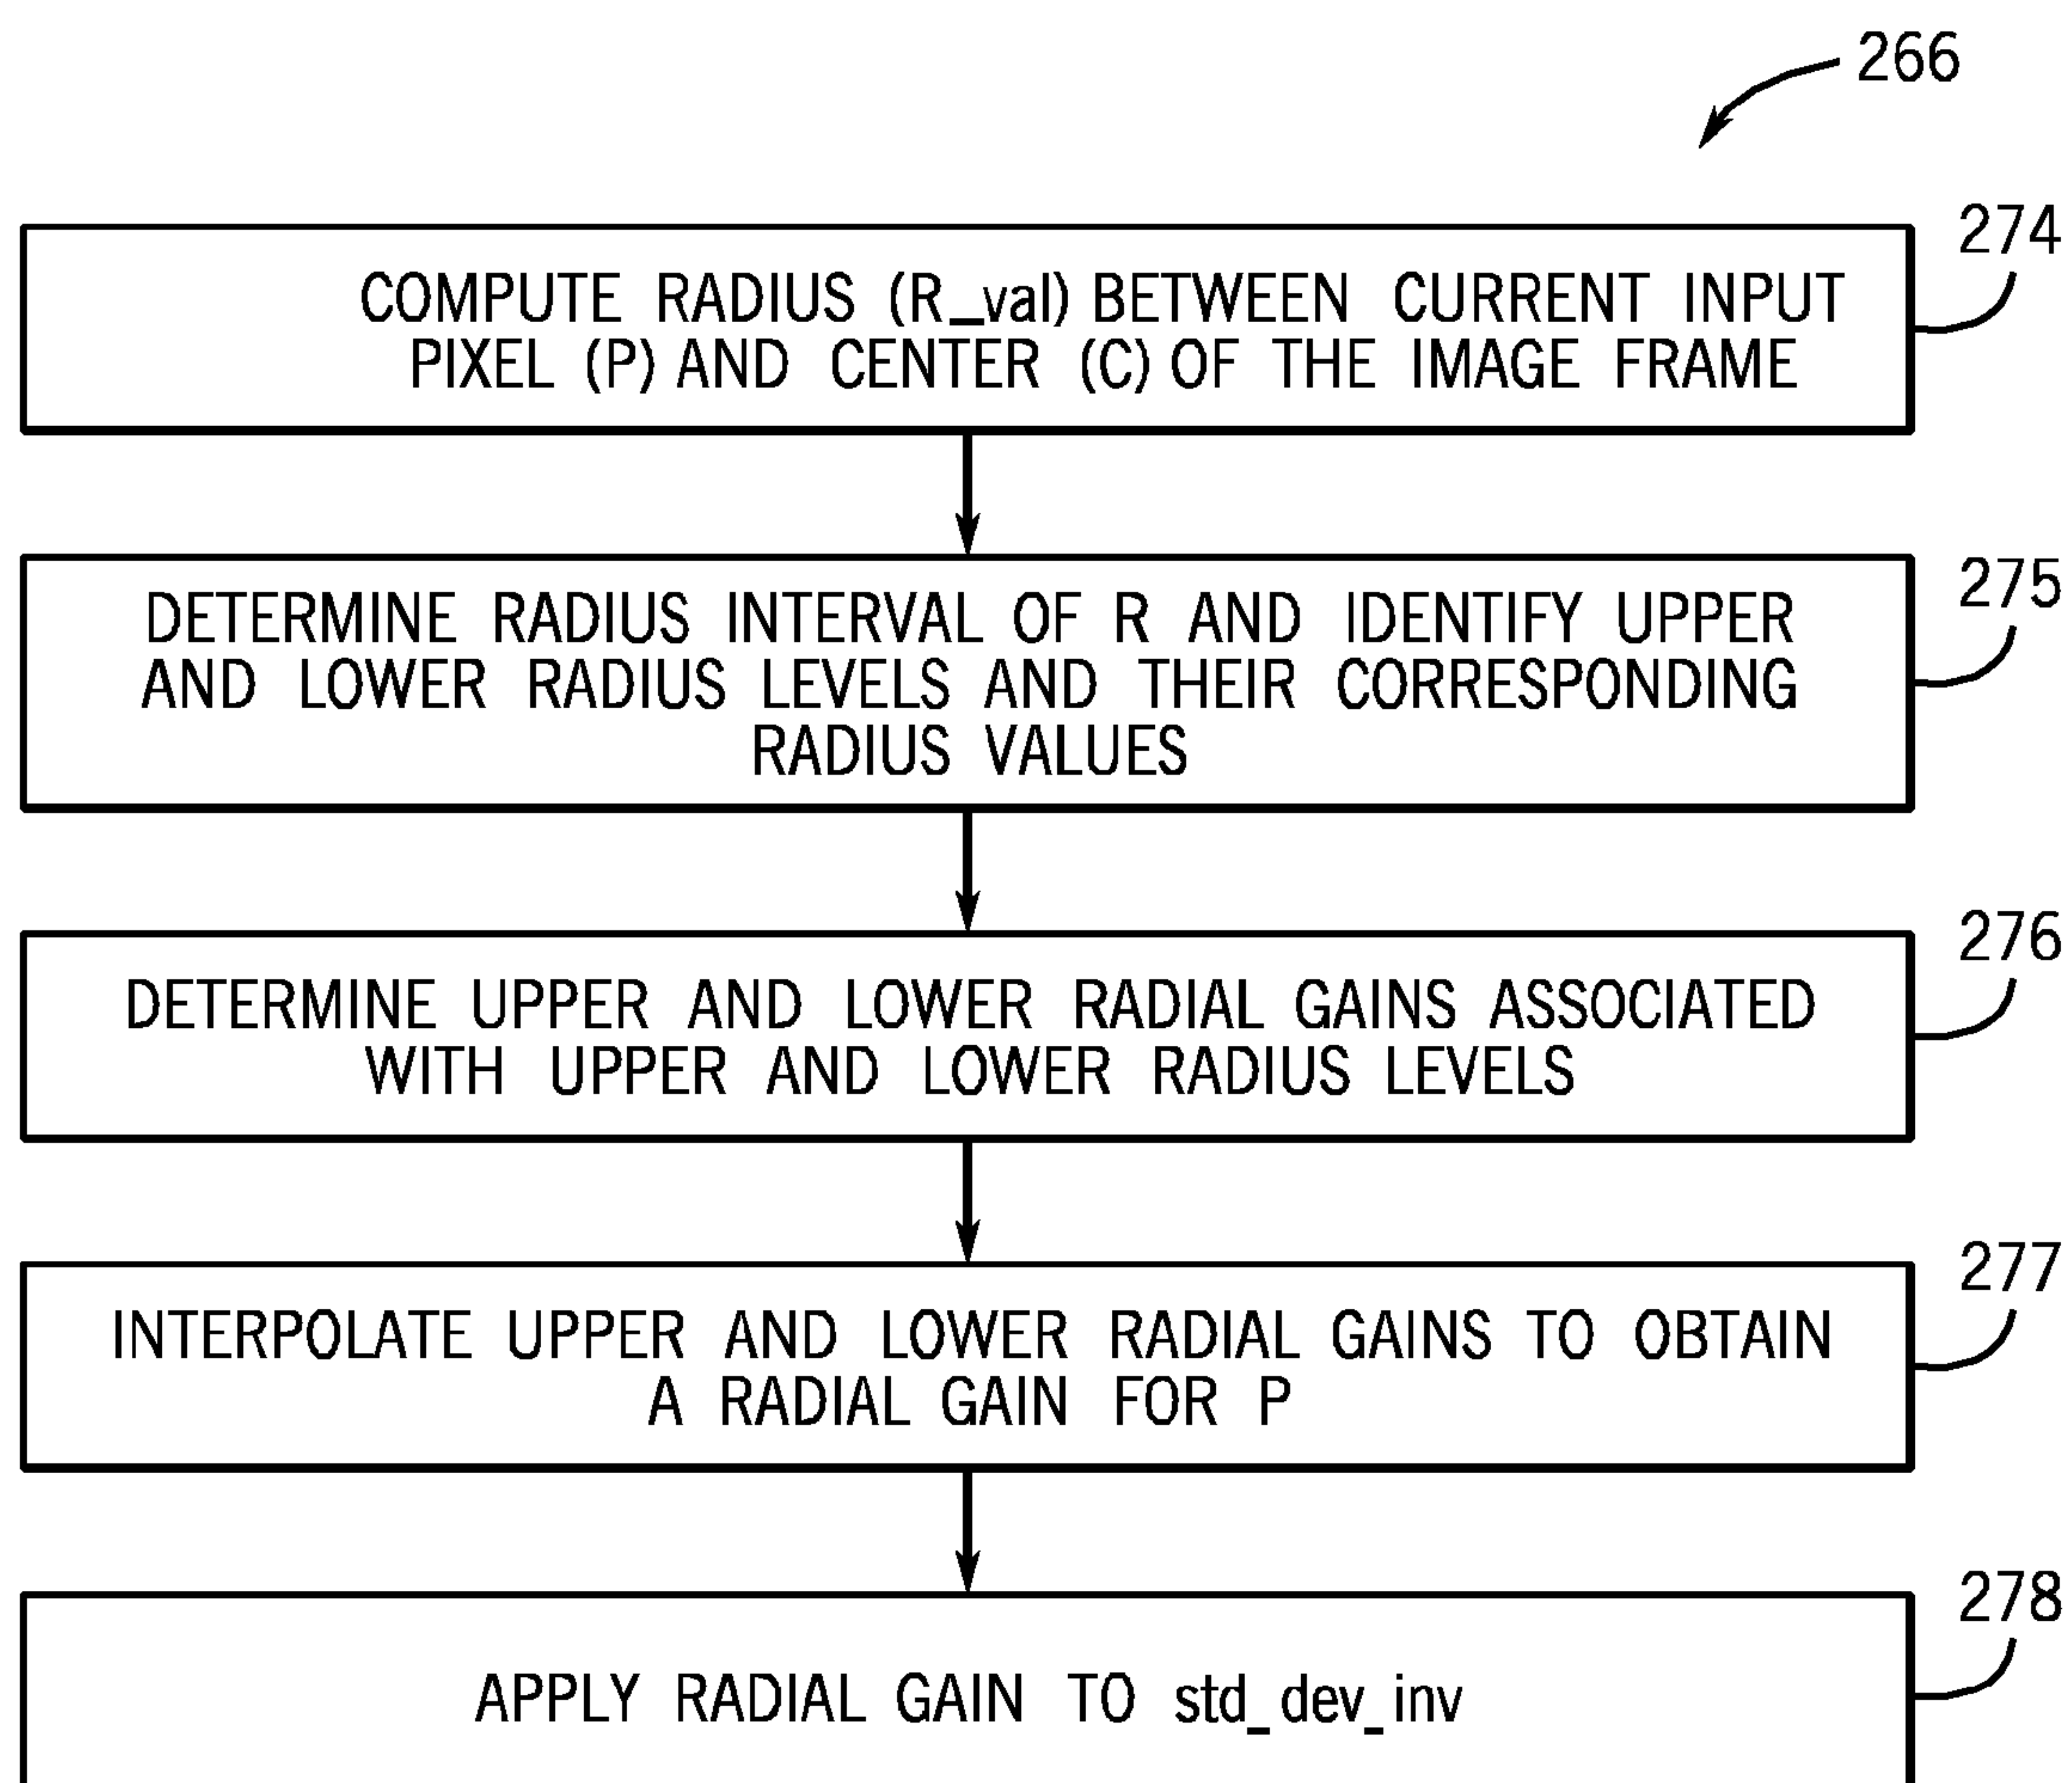 266
274
COMPUTE RADIUS (R_val) BETWEEN CURRENT INPUT
PIXEL (P) AND CENTER (C) OF THE IMAGE FRAME
275
DETERMINE RADIUS INTERVAL OF R AND IDENTIFY UPPER
AND LOWER RADIUS LEVELS AND THEIR CORRESPONDING
RADIUS VALUES
276
DETERMINE UPPER AND LOWER RADIAL GAINS ASSOCIATED
WITH UPPER AND LOWER RADIUS LEVELS
277
INTERPOLATE UPPER AND LOWER RADIAL GAINS TO OBTAIN
A RADIAL GAIN FOR P
278
APPLY RADIAL GAIN TO std_dev_inv